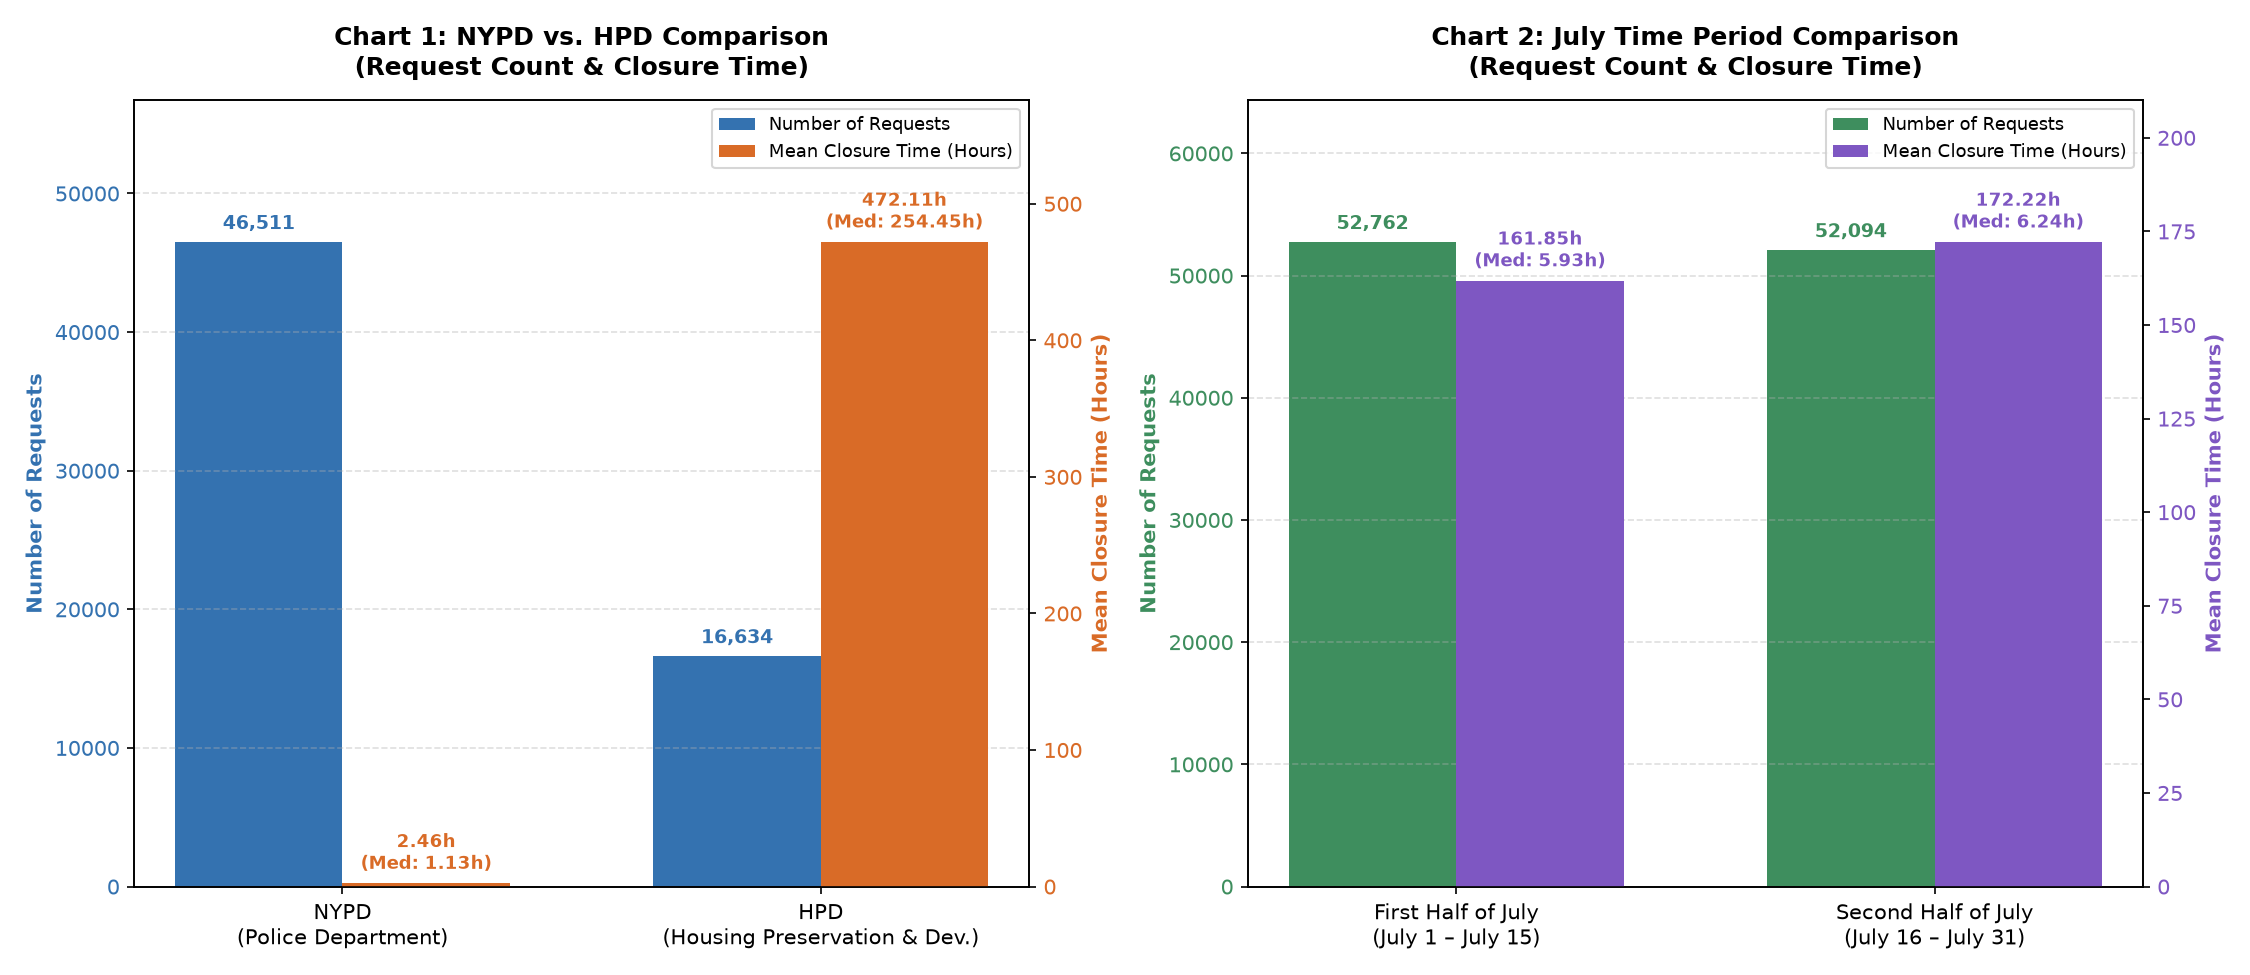 Chart 1: NYPD vs. HPD Comparison
(Request Count & Closure Time)
Number of Requests
Mean Closure Time (Hours)
50000
40000
30000
20000
10000
0
Number of Requests
46,511
2.46h
(Med: 1.13h)
16,634
472.11h
(Med: 254.45h)
500
400
300
200
100
0
Mean Closure Time (Hours)
NYPD
(Police Department)
HPD
(Housing Preservation & Dev.)
Chart 2: July Time Period Comparison
(Request Count & Closure Time)
Number of Requests
Mean Closure Time (Hours)
60000
50000
40000
30000
20000
10000
0
Number of Requests
52,762
161.85h
(Med: 5.93h)
52,094
172.22h
(Med: 6.24h)
200
175
150
125
100
75
50
25
0
Mean Closure Time (Hours)
First Half of July
(July 1 – July 15)
Second Half of July
(July 16 – July 31)